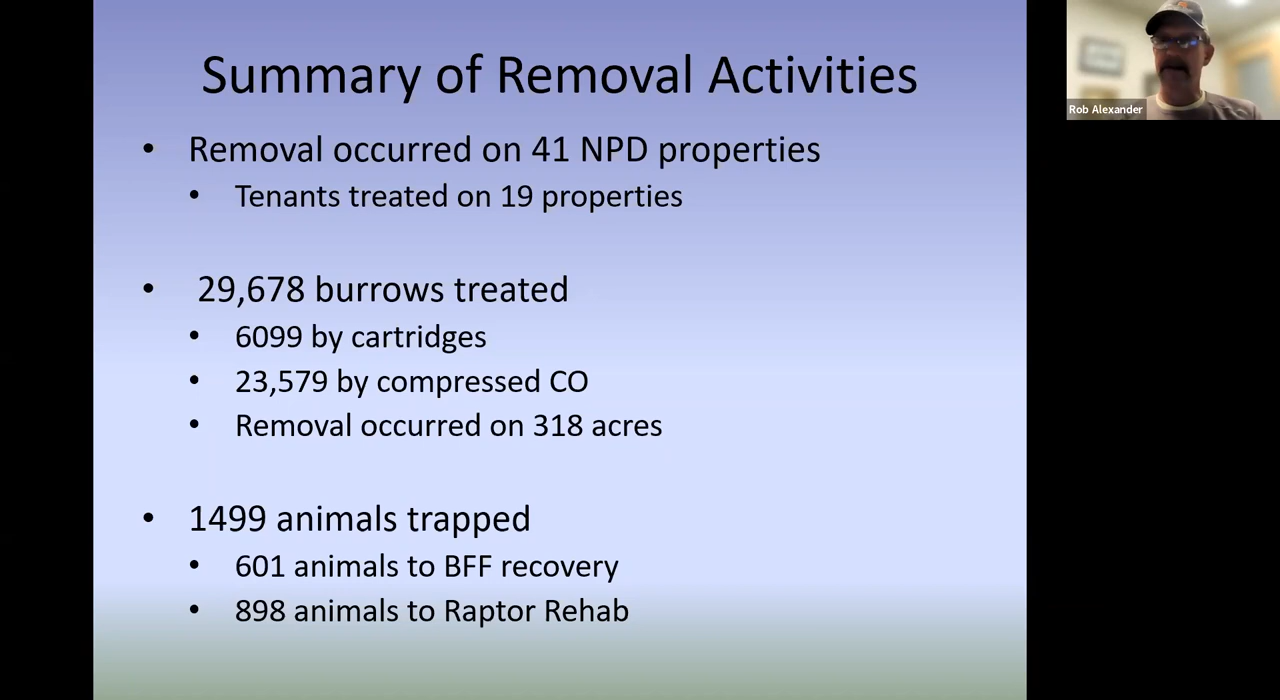 Summary of Removal Activities
• Removal occurred on 41 NPD properties
• Tenants treated on 19 properties
• 29,678 burrows treated
• 6099 by cartridges
• 23,579 by compressed CO
• Removal occurred on 318 acres
• 1499 animals trapped
• 601 animals to BFF recovery
• 898 animals to Raptor Rehab
Rob Alexander